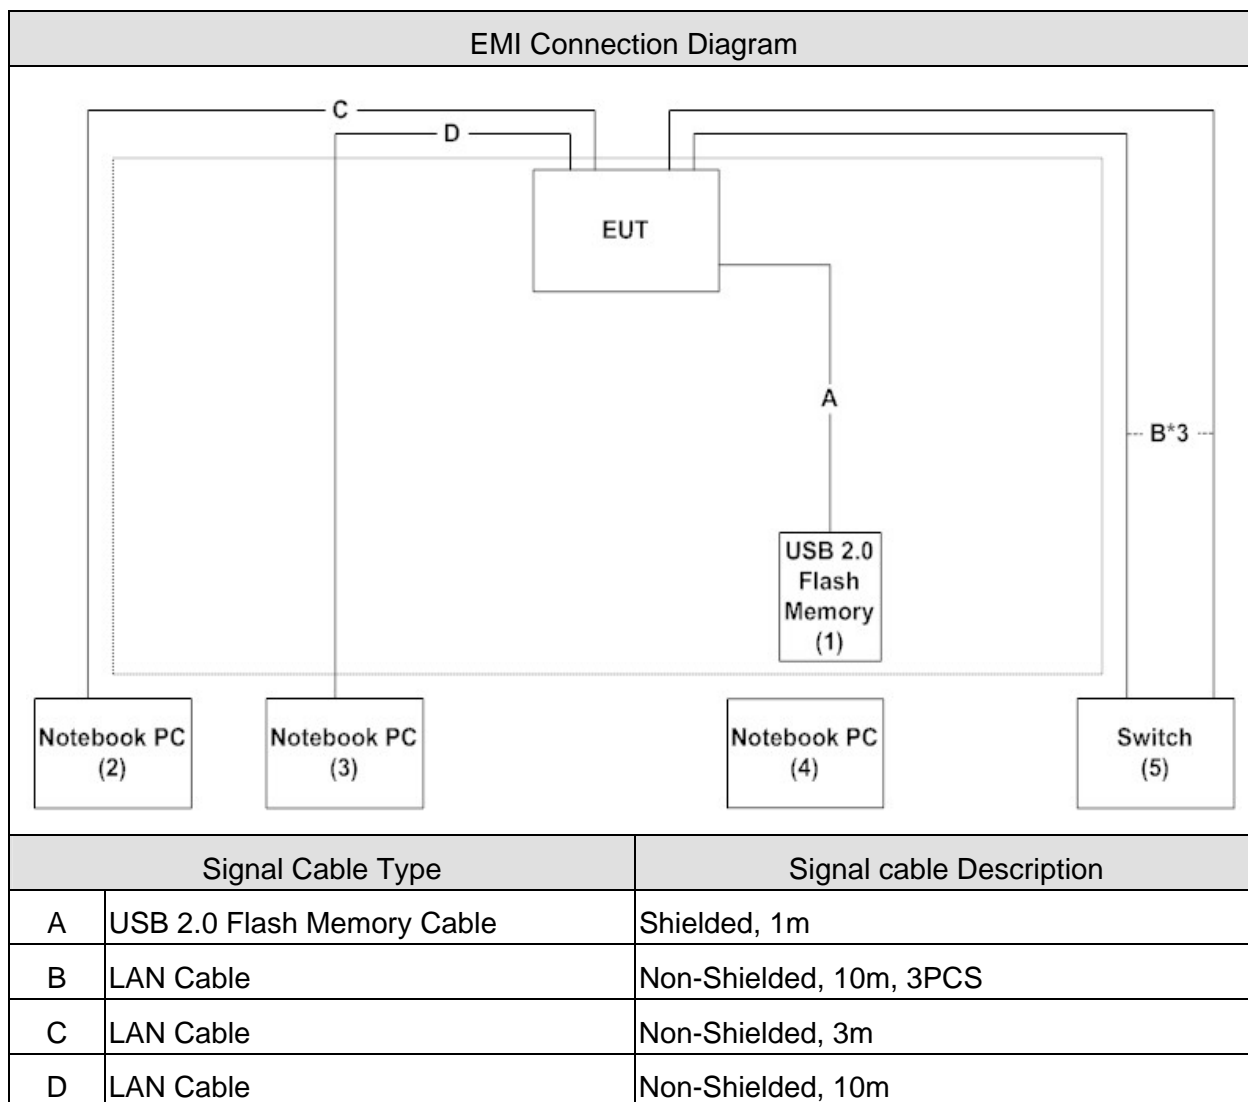 EMI Connection Diagram
C
D
EUT
A
B*3
USB 2.0
Flash
Memory
(1)
Notebook PC
(2)
Notebook PC
(3)
Notebook PC
(4)
Switch
(5)
Signal Cable Type Signal cable Description
A USB 2.0 Flash Memory Cable Shielded, 1m
B LAN Cable Non-Shielded, 10m, 3PCS
C LAN Cable Non-Shielded, 3m
D LAN Cable Non-Shielded, 10m